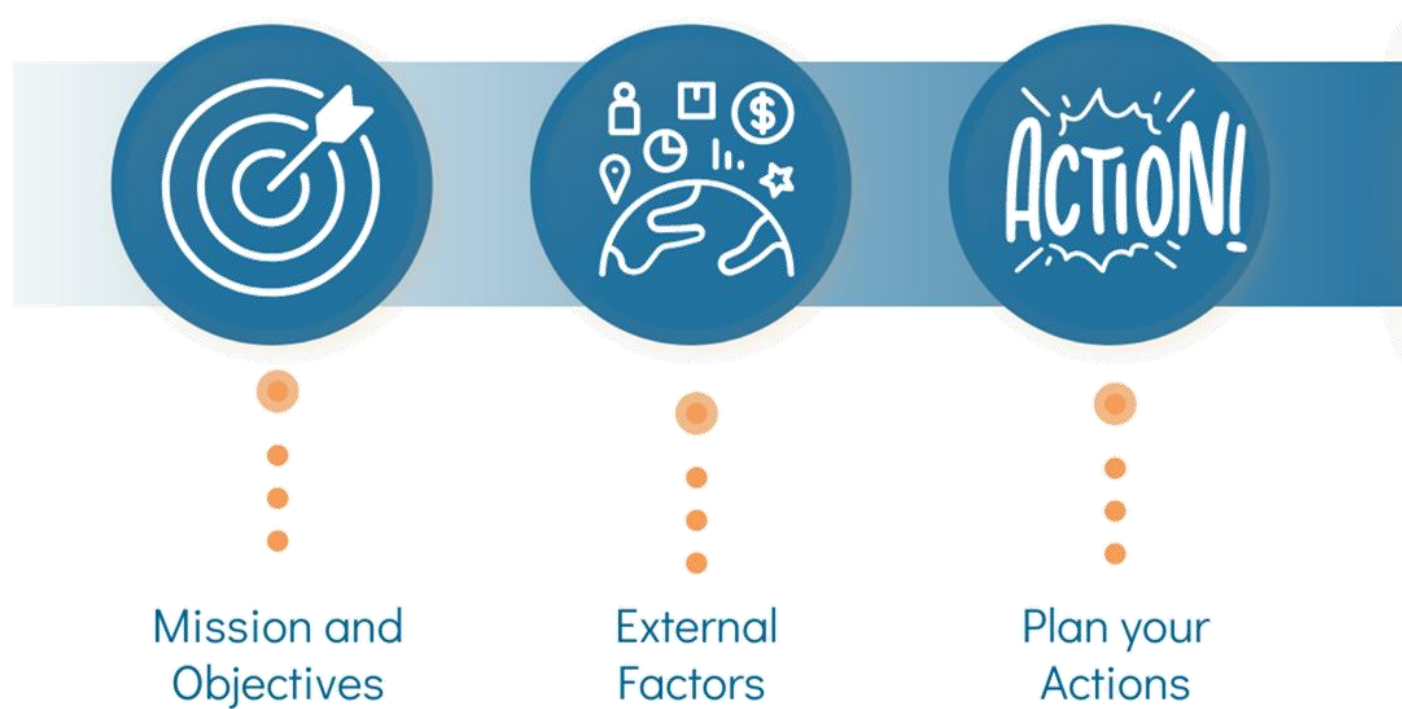 ACTION!
Mission and
Objectives
External
Factors
Plan your
Actions